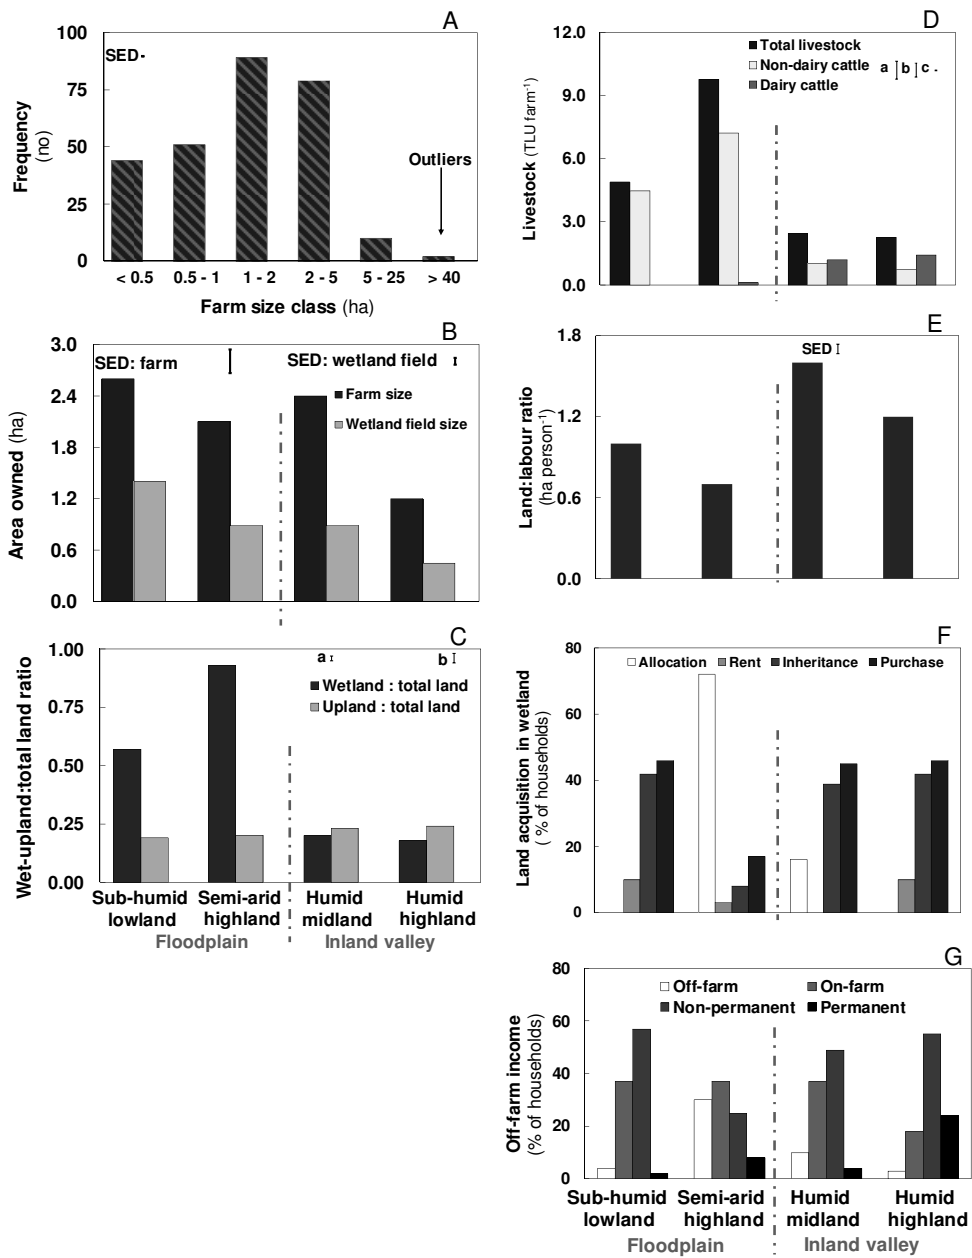 A
100
75
50
25
0
Frequency
(no)
SED-
Outliers
< 0.5
0.5 - 1
1 - 2
2 - 5
5 - 25
> 40
Farm size class (ha)
B
3.0
2.4
1.8
1.2
0.6
0.0
Area owned (ha)
SED: farm
SED: wetland field
Farm size
Wetland field size
C
1.00
0.75
0.50
0.25
0.00
Wet-upland:total land ratio
a
b
Wetland : total land
Upland : total land
Sub-humid lowland
Semi-arid highland
Humid midland
Humid highland
Floodplain
Inland valley
D
12.0
9.0
6.0
3.0
0.0
Livestock (TLU farm-1)
Total livestock
Non-dairy cattle
Dairy cattle
a
b
c
E
1.8
1.2
0.6
0.0
Land:labour ratio
(ha person-1)
SED
F
80
60
40
20
0
Land acquisition in wetland
( % of households)
Allocation
Rent
Inheritance
Purchase
G
80
60
40
20
0
Off-farm income
(% of households)
Off-farm
On-farm
Non-permanent
Permanent
Sub-humid lowland
Semi-arid highland
Humid midland
Humid highland
Floodplain
Inland valley